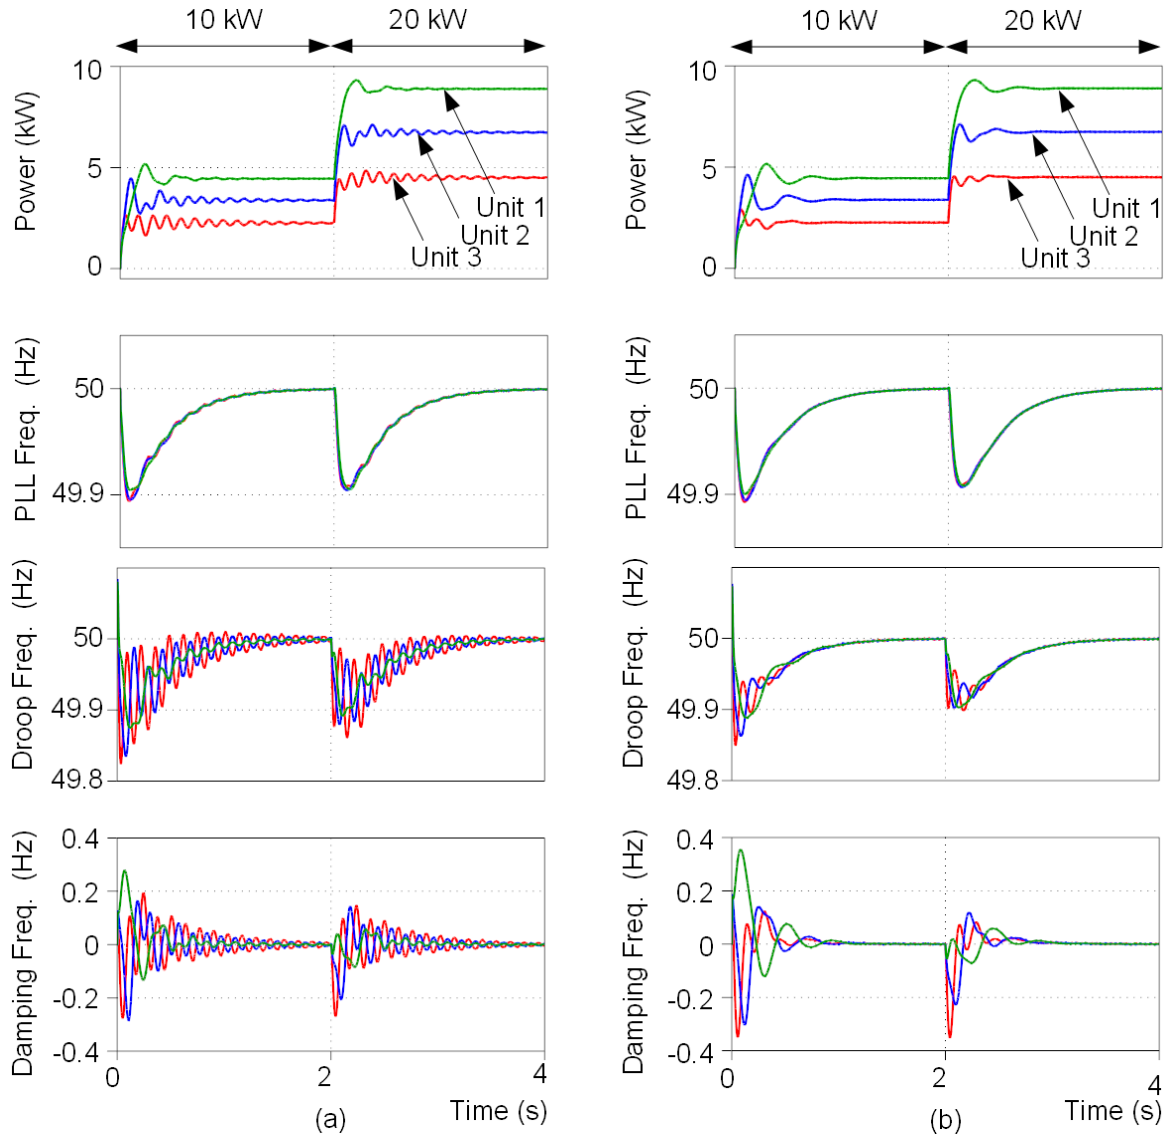 10 kW 20 kW
Power (kW)
10
5
0
Unit 1
Unit 2
Unit 3
PLL Freq. (Hz)
50
49.9
Droop Freq. (Hz)
50
49.9
49.8
Damping Freq. (Hz)
0.4
0.2
0
-0.2
-0.4
0 2 4
Time (s)
(a)
10 kW 20 kW
Power (kW)
10
5
0
Unit 1
Unit 2
Unit 3
PLL Freq. (Hz)
50
49.9
Droop Freq. (Hz)
50
49.9
49.8
Damping Freq. (Hz)
0.4
0.2
0
-0.2
-0.4
0 2 4
Time (s)
(b)